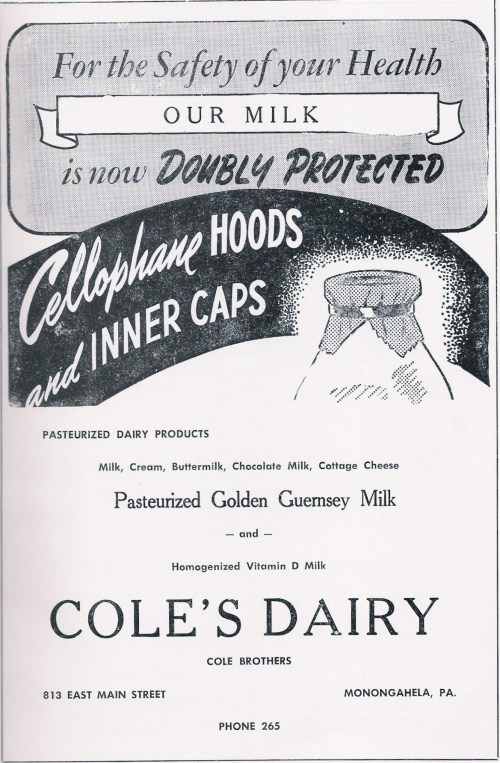 For the Safety of your Health
OUR MILK
is now DOUBLY PROTECTED
Cellophane HOODS
and INNER CAPS
PASTEURIZED DAIRY PRODUCTS
Milk, Cream, Buttermilk, Chocolate Milk, Cottage Cheese
Pasteurized Golden Guernsey Milk
— and —
Homogenized Vitamin D Milk
COLE'S DAIRY
COLE BROTHERS
813 EAST MAIN STREET MONONGAHELA, PA.
PHONE 265